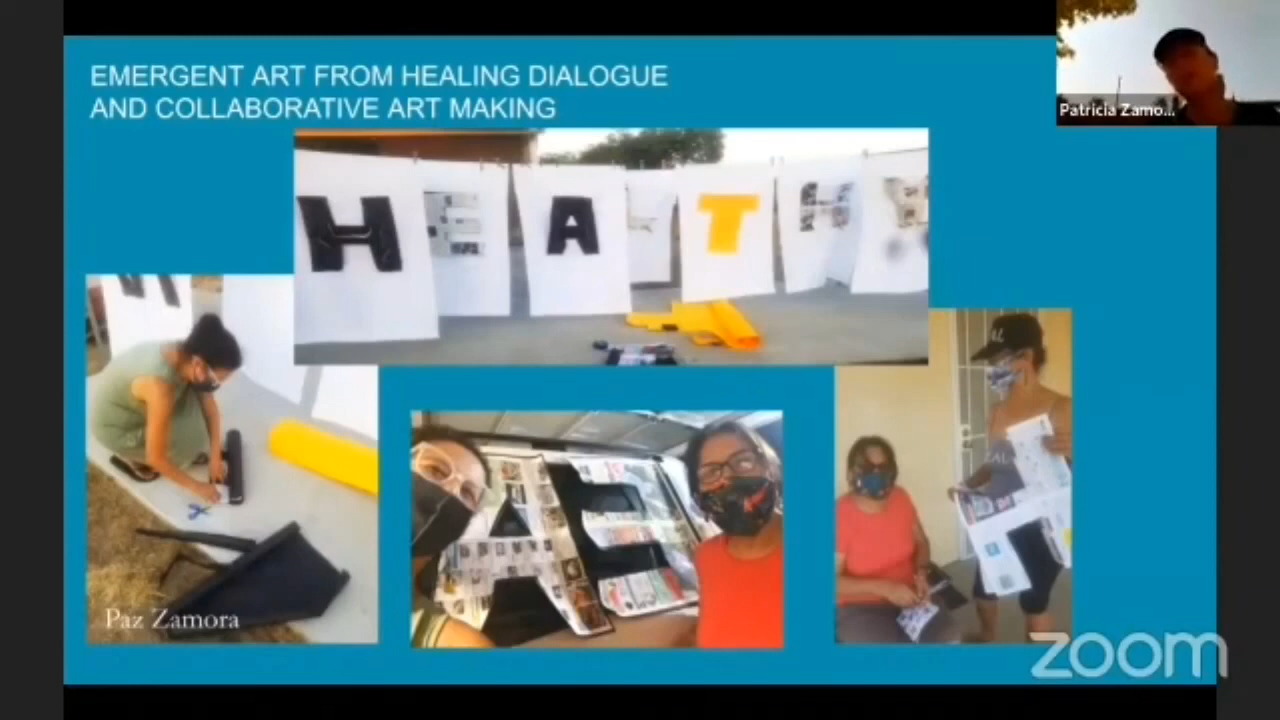 EMERGENT ART FROM HEALING DIALOGUE
AND COLLABORATIVE ART MAKING
Patricia Zamo...
H E A T H
A E
Paz Zamora
zoom